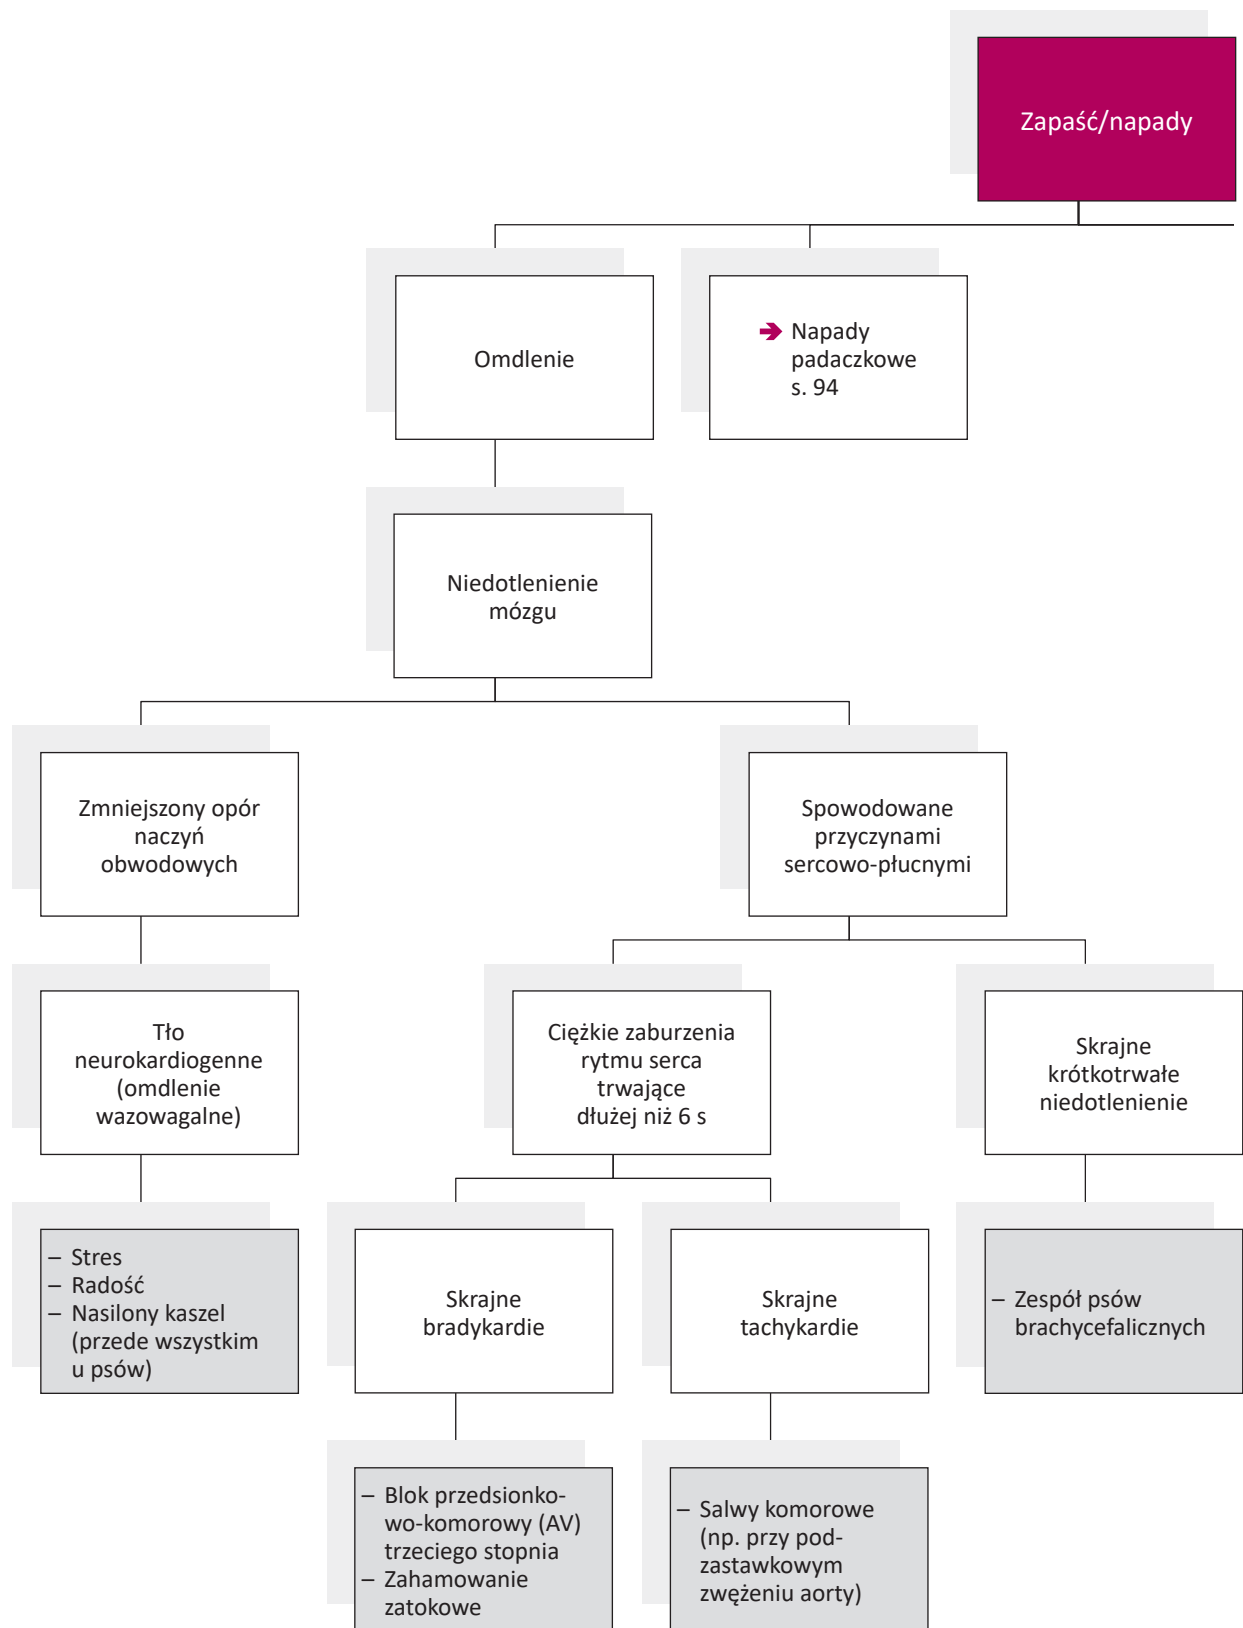 Zapaść/napady
Omdlenie
➔ Napady
padaczkowe
s. 94
Niedotlenienie
mózgu
Zmniejszony opór
naczyń
obwodowych
Spowodowane
przyczynami
sercowo-płucnymi
Tło
neurokardiogenne
(omdlenie
wazowagalne)
Ciężkie zaburzenia
rytmu serca
trwające
dłużej niż 6 s
Skrajne
krótkotrwałe
niedotlenienie
– Stres
– Radość
– Nasilony kaszel
(przede wszystkim
u psów)
Skrajne
bradykardie
Skrajne
tachykardie
– Zespół psów
brachycefalicznych
– Blok przedsionko-
wo-komorowy (AV)
trzeciego stopnia
– Zahamowanie
zatokowe
– Salwy komorowe
(np. przy pod-
zastawkowym
zwężeniu aorty)